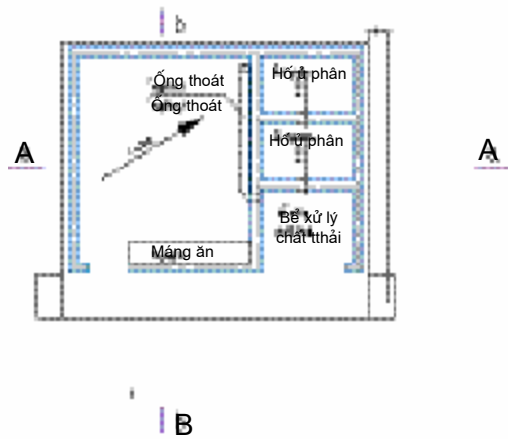 b
Ống thoát
Ống thoát
Hố ủ phân
Hố ủ phân
A
A
Bể xử lý
chất tthải
Máng ăn
B